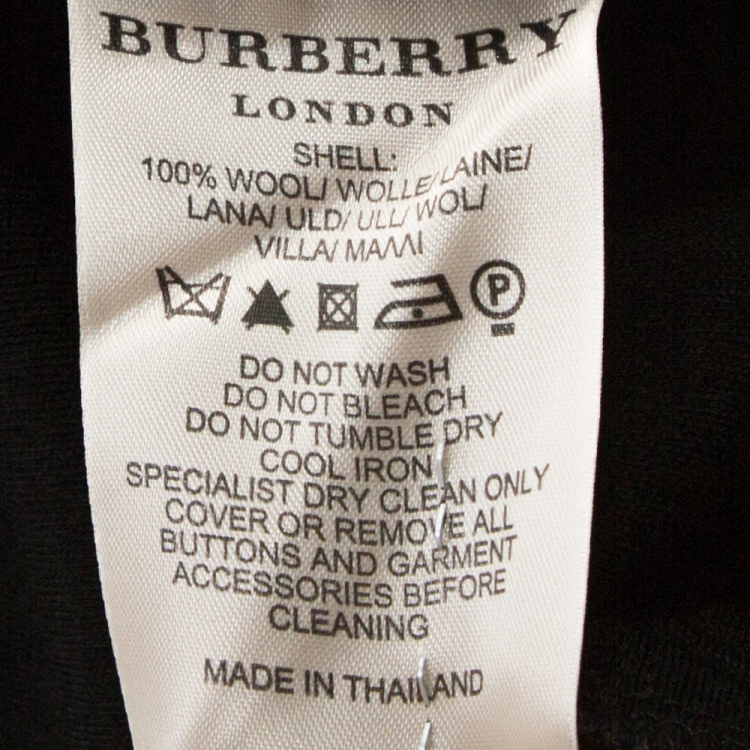 BURBERRY
LONDON
SHELL:
100% WOOL/ WOLLE/LAINE/
LANA/ ULD/ ULL/ WOL/
VILLA/ MAΛΛI
P
DO NOT WASH
DO NOT BLEACH
DO NOT TUMBLE DRY
COOL IRON
SPECIALIST DRY CLEAN ONLY
COVER OR REMOVE ALL
BUTTONS AND GARMENT
ACCESSORIES BEFORE
CLEANING
MADE IN THAILAND